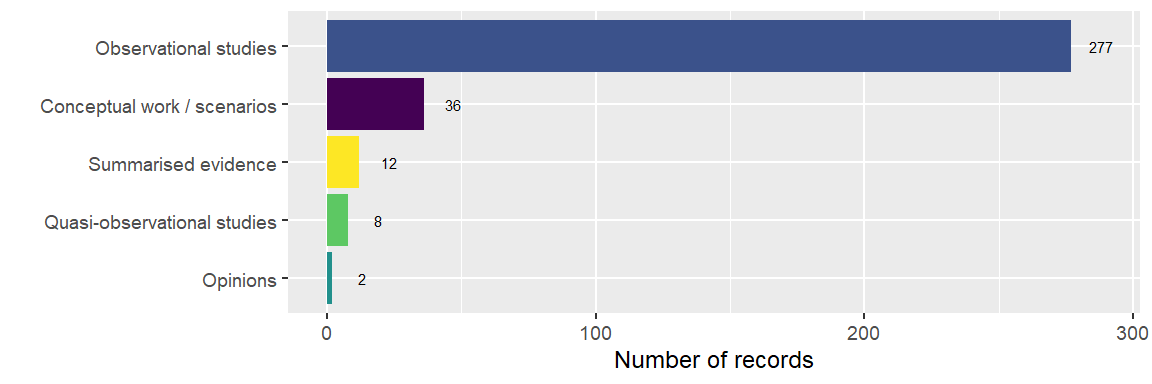 Observational studies 277
Conceptual work / scenarios 36
Summarised evidence 12
Quasi-observational studies 8
Opinions 2
0 100 200 300
Number of records